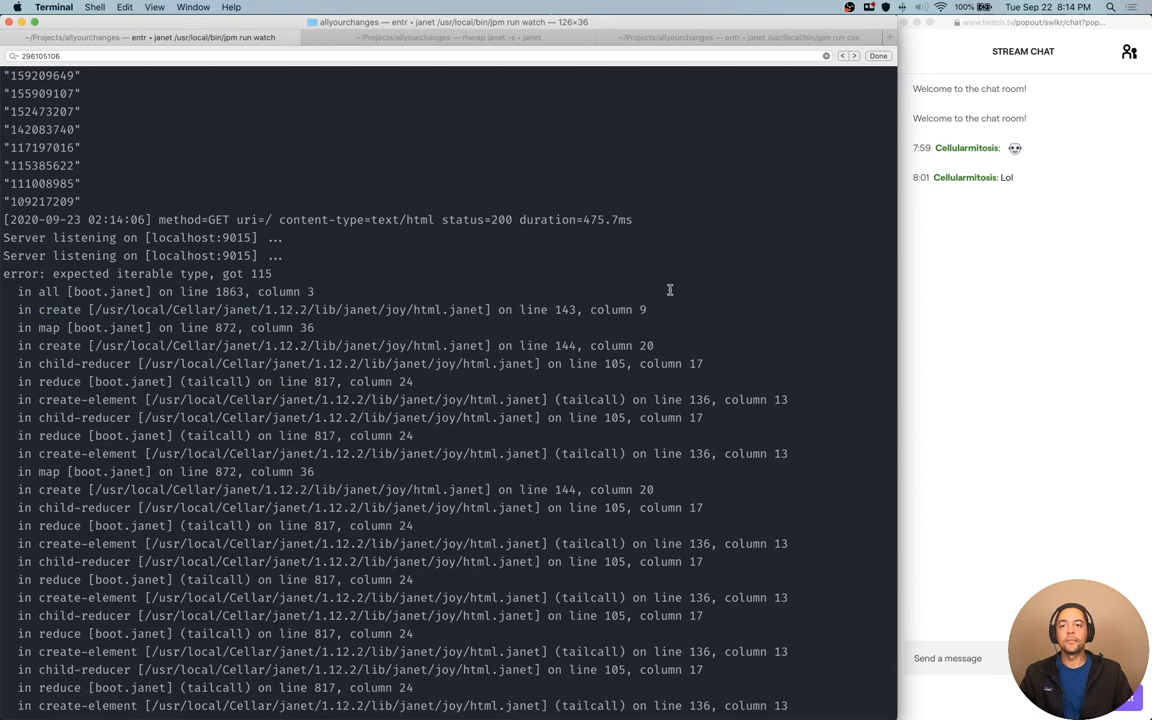 Terminal Shell Edit View Window Help 100% Tue Sep 22 8:14 PM
allyourchanges — entr • janet /usr/local/bin/jpm run watch — 126×36
www.twitch.tv/popout/swlkr/chat?pop...
~/Projects/allyourchanges — entr • janet /usr/local/bin/jpm run watch
~/Projects/allyourchanges — rlwrap janet -s • janet
~/Projects/allyourchanges — entr • janet /usr/local/bin/jpm run css
+
296105106
< > Done
STREAM CHAT
"159209649"
"155909107"
"152473207"
"142083740"
"117197016"
"115385622"
"111008985"
"109217209"
[2020-09-23 02:14:06] method=GET uri=/ content-type=text/html status=200 duration=475.7ms
Server listening on [localhost:9015] ...
Server listening on [localhost:9015] ...
error: expected iterable type, got 115
in all [boot.janet] on line 1863, column 3
in create [/usr/local/Cellar/janet/1.12.2/lib/janet/joy/html.janet] on line 143, column 9
in map [boot.janet] on line 872, column 36
in create [/usr/local/Cellar/janet/1.12.2/lib/janet/joy/html.janet] on line 144, column 20
in child-reducer [/usr/local/Cellar/janet/1.12.2/lib/janet/joy/html.janet] on line 105, column 17
in reduce [boot.janet] (tailcall) on line 817, column 24
in create-element [/usr/local/Cellar/janet/1.12.2/lib/janet/joy/html.janet] (tailcall) on line 136, column 13
in child-reducer [/usr/local/Cellar/janet/1.12.2/lib/janet/joy/html.janet] on line 105, column 17
in reduce [boot.janet] (tailcall) on line 817, column 24
in create-element [/usr/local/Cellar/janet/1.12.2/lib/janet/joy/html.janet] (tailcall) on line 136, column 13
in map [boot.janet] on line 872, column 36
in create [/usr/local/Cellar/janet/1.12.2/lib/janet/joy/html.janet] on line 144, column 20
in child-reducer [/usr/local/Cellar/janet/1.12.2/lib/janet/joy/html.janet] on line 105, column 17
in reduce [boot.janet] (tailcall) on line 817, column 24
in create-element [/usr/local/Cellar/janet/1.12.2/lib/janet/joy/html.janet] (tailcall) on line 136, column 13
in child-reducer [/usr/local/Cellar/janet/1.12.2/lib/janet/joy/html.janet] on line 105, column 17
in reduce [boot.janet] (tailcall) on line 817, column 24
in create-element [/usr/local/Cellar/janet/1.12.2/lib/janet/joy/html.janet] (tailcall) on line 136, column 13
in child-reducer [/usr/local/Cellar/janet/1.12.2/lib/janet/joy/html.janet] on line 105, column 17
in reduce [boot.janet] (tailcall) on line 817, column 24
in create-element [/usr/local/Cellar/janet/1.12.2/lib/janet/joy/html.janet] (tailcall) on line 136, column 13
in child-reducer [/usr/local/Cellar/janet/1.12.2/lib/janet/joy/html.janet] on line 105, column 17
in reduce [boot.janet] (tailcall) on line 817, column 24
in create-element [/usr/local/Cellar/janet/1.12.2/lib/janet/joy/html.janet] (tailcall) on line 136, column 13
Welcome to the chat room!
Welcome to the chat room!
7:59 Cellularmitosis:
8:01 Cellularmitosis: Lol
Send a message